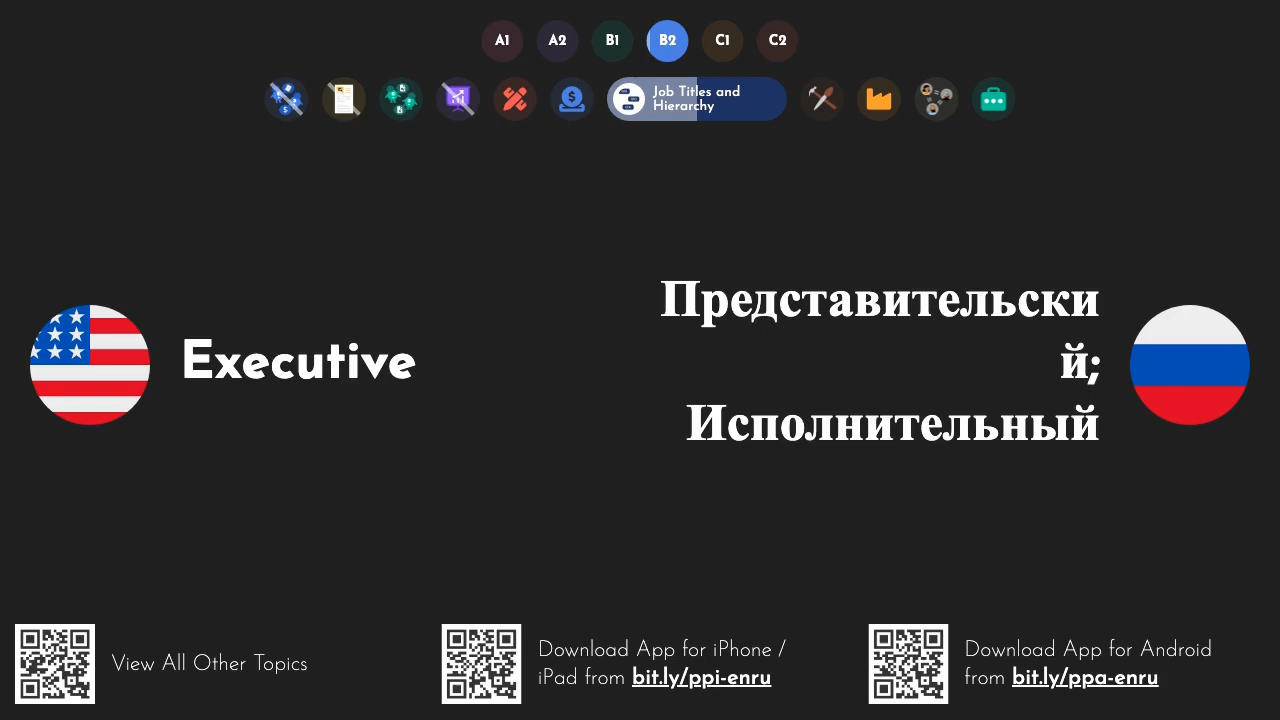 A1 A2 B1 B2 C1 C2
Job Titles and
Hierarchy
Executive
Представительски
й;
Исполнительный
View All Other Topics
Download App for iPhone /
iPad from bit.ly/ppi-enru
Download App for Android
from bit.ly/ppa-enru